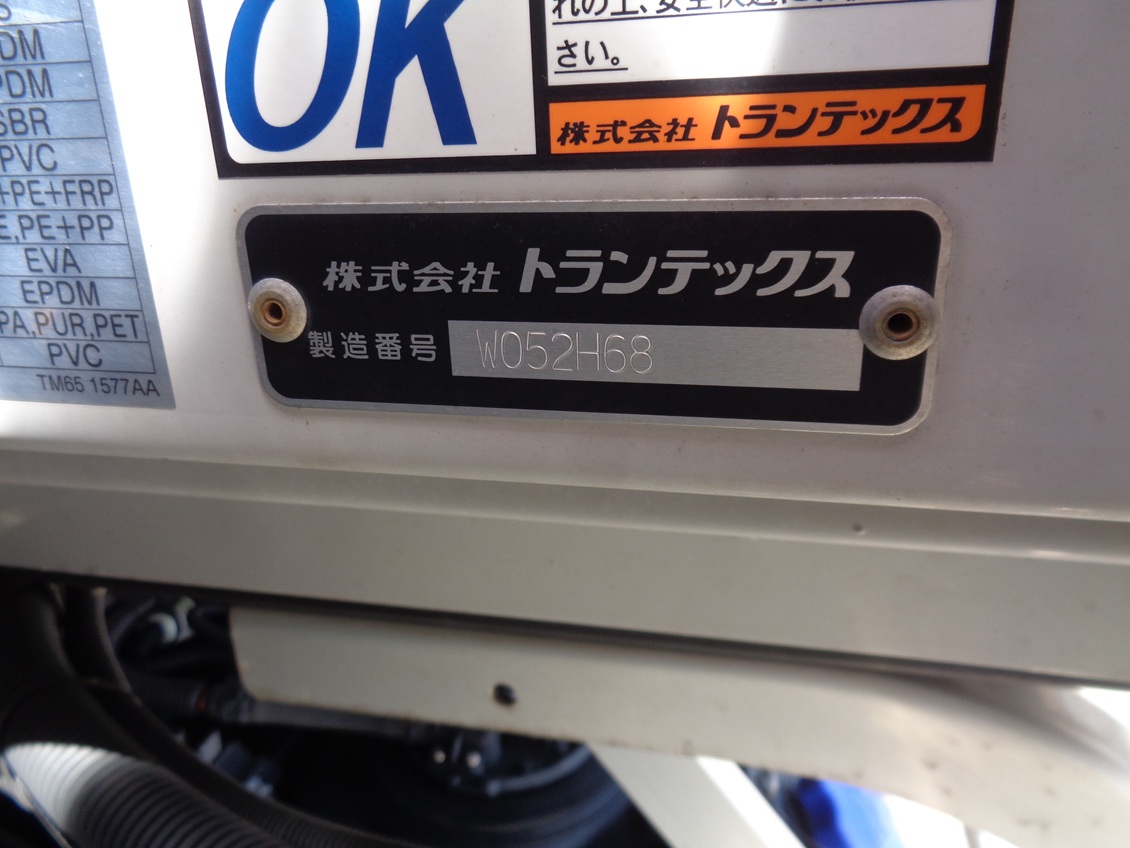 DM
PDM
SBR
PVC
+PE+FRP
E,PE+PP
EVA
EPDM
PA,PUR,PET
PVC
TM65 1577AA
OK
さい。
株式会社 トランテックス
株式会社 トランテックス
製造番号 W052H68